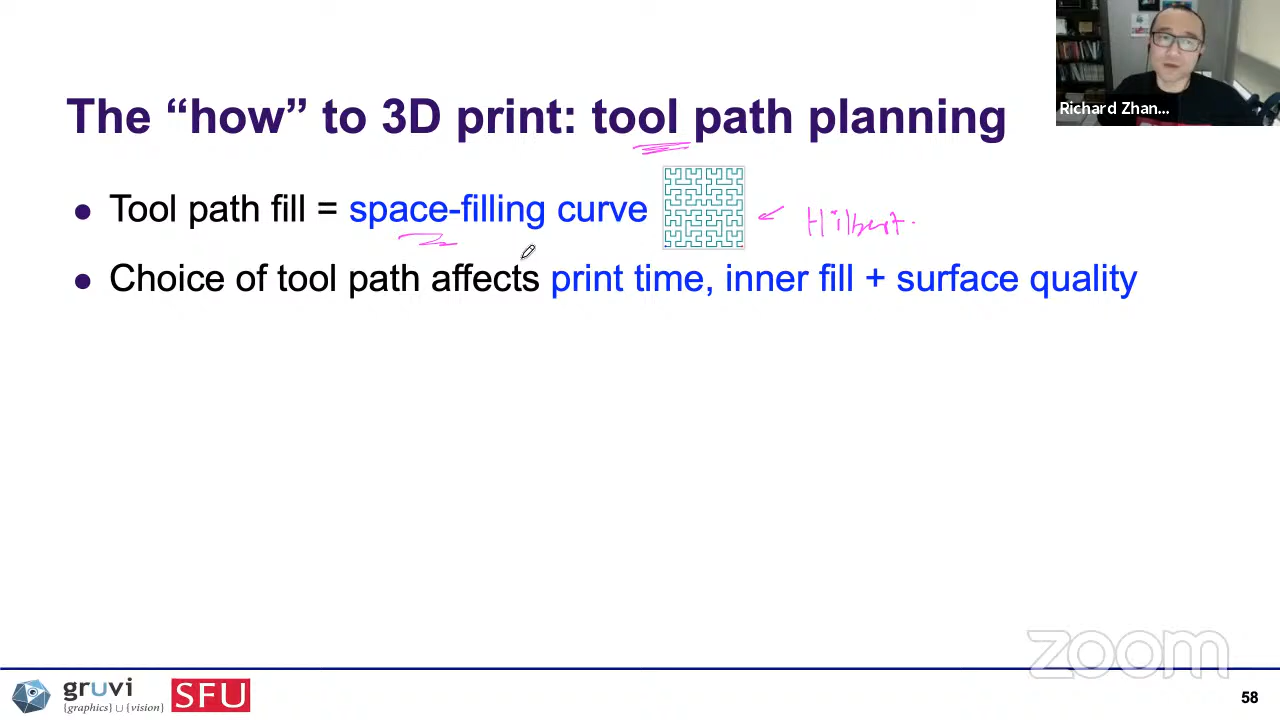 Richard Zhan...
The “how” to 3D print: tool path planning
• Tool path fill = space-filling curve
Hilbert.
• Choice of tool path affects print time, inner fill + surface quality
zoom
gruvi
{graphics} ∪ {vision}
SFU
58